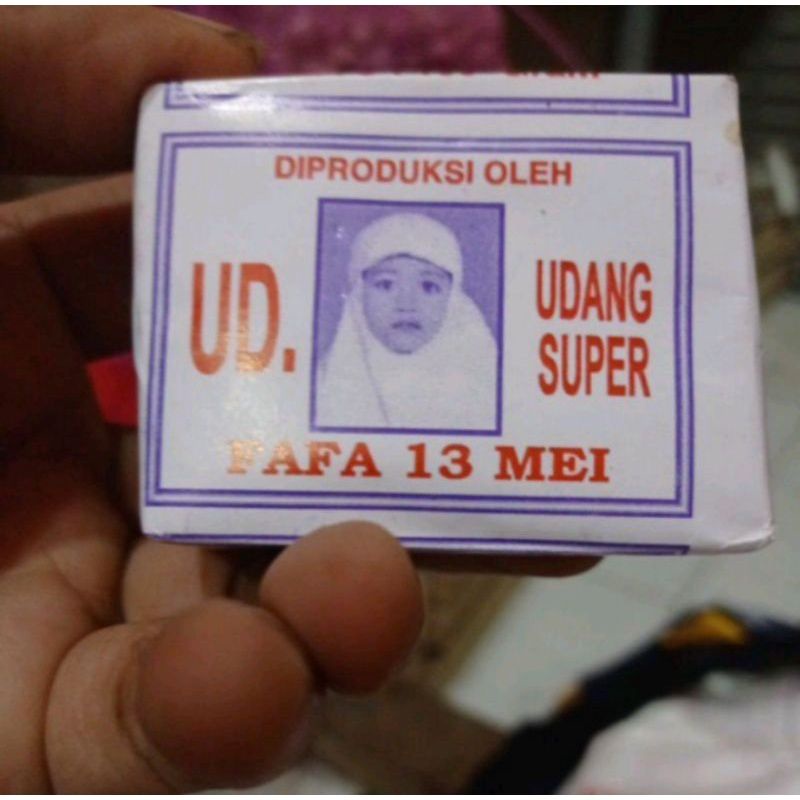 DIPRODUKSI OLEH
UD.
UDANG
SUPER
FAFA 13 MEI